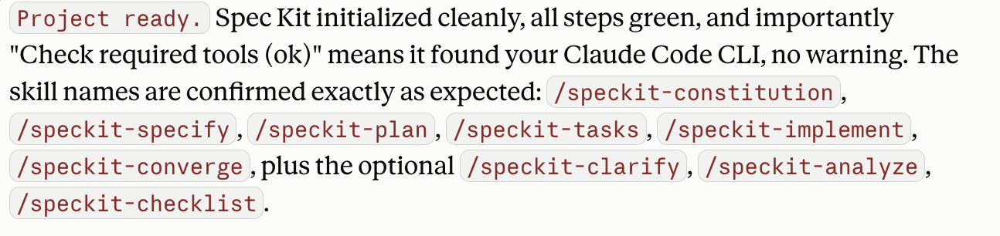 Project ready. Spec Kit initialized cleanly, all steps green, and importantly
"Check required tools (ok)" means it found your Claude Code CLI, no warning. The
skill names are confirmed exactly as expected: /speckit-constitution,
/speckit-specify, /speckit-plan, /speckit-tasks, /speckit-implement,
/speckit-converge, plus the optional /speckit-clarify, /speckit-analyze,
/speckit-checklist.